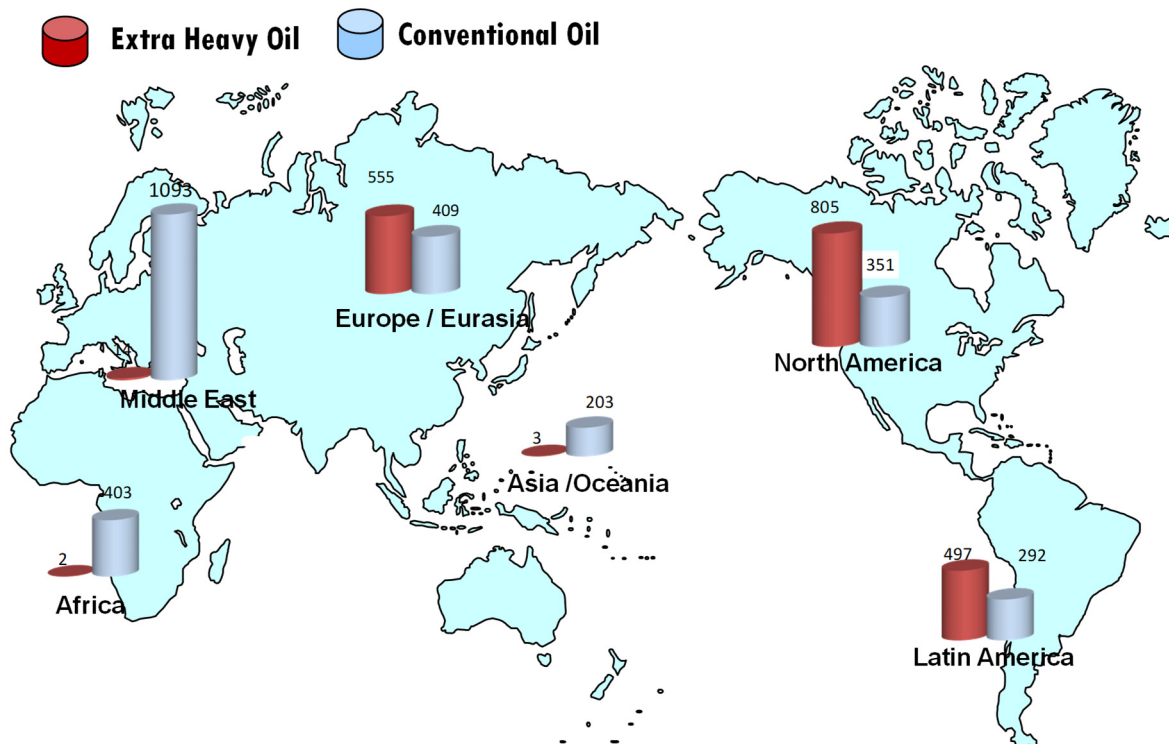 Extra Heavy Oil
Conventional Oil
1093
555
409
Europe / Eurasia
805
351
North America
Middle East
203
3
Asia /Oceania
403
2
Africa
497
292
Latin America